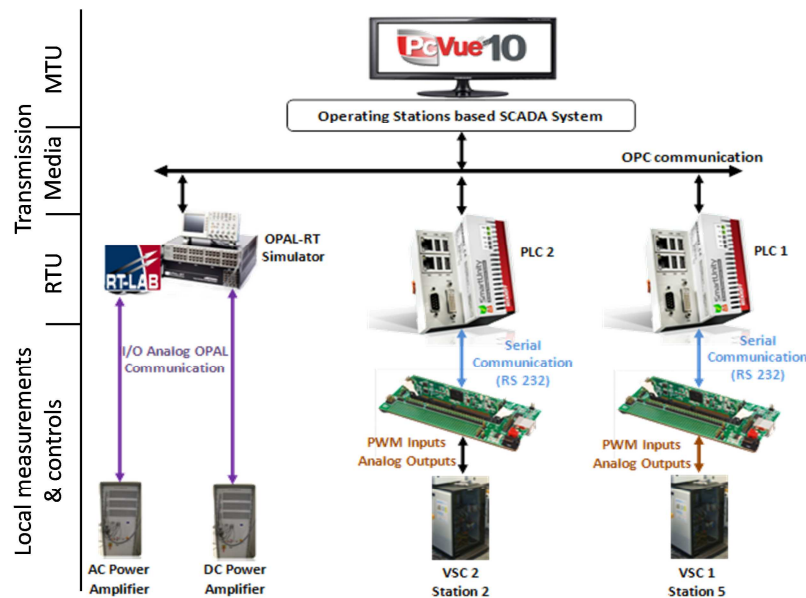 MTU
PcVue 10
Operating Stations based SCADA System
Transmission
Media
OPC communication
RTU
RT-LAB
OPAL-RT
Simulator
PLC 2
SmartUnity
PLC 1
SmartUnity
Local measurements
& controls
I/O Analog OPAL
Communication
Serial
Communication
(RS 232)
Serial
Communication
(RS 232)
PWM Inputs
Analog Outputs
PWM Inputs
Analog Outputs
AC Power
Amplifier
DC Power
Amplifier
VSC 2
Station 2
VSC 1
Station 5